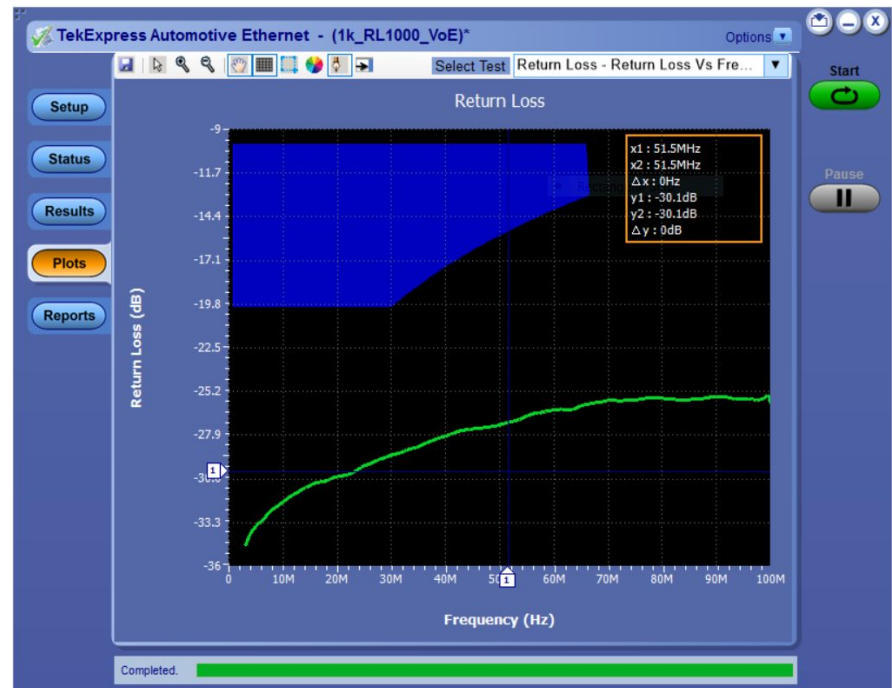 TekExpress Automotive Ethernet - (1k_RL1000_VoE)*
Options
Select Test
Return Loss - Return Loss Vs Fre...
Start
Setup
Status
Results
Plots
Reports
Pause
Return Loss
x1 : 51.5MHz
x2 : 51.5MHz
Δx : 0Hz
y1 : -30.1dB
y2 : -30.1dB
Δy : 0dB
Return Loss (dB)
-9
-11.7
-14.4
-17.1
-19.8
-22.5
-25.2
-27.9
1
-33.3
-36
0 10M 20M 30M 40M 1 60M 70M 80M 90M 100M
Frequency (Hz)
Completed.